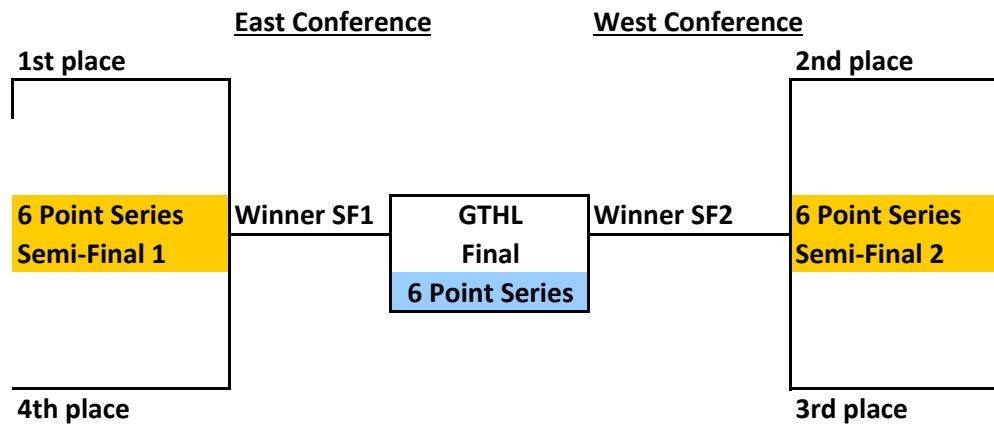 East Conference
West Conference
1st place
2nd place
6 Point Series
Semi-Final 1
Winner SF1
GTHL
Final
6 Point Series
Winner SF2
6 Point Series
Semi-Final 2
4th place
3rd place